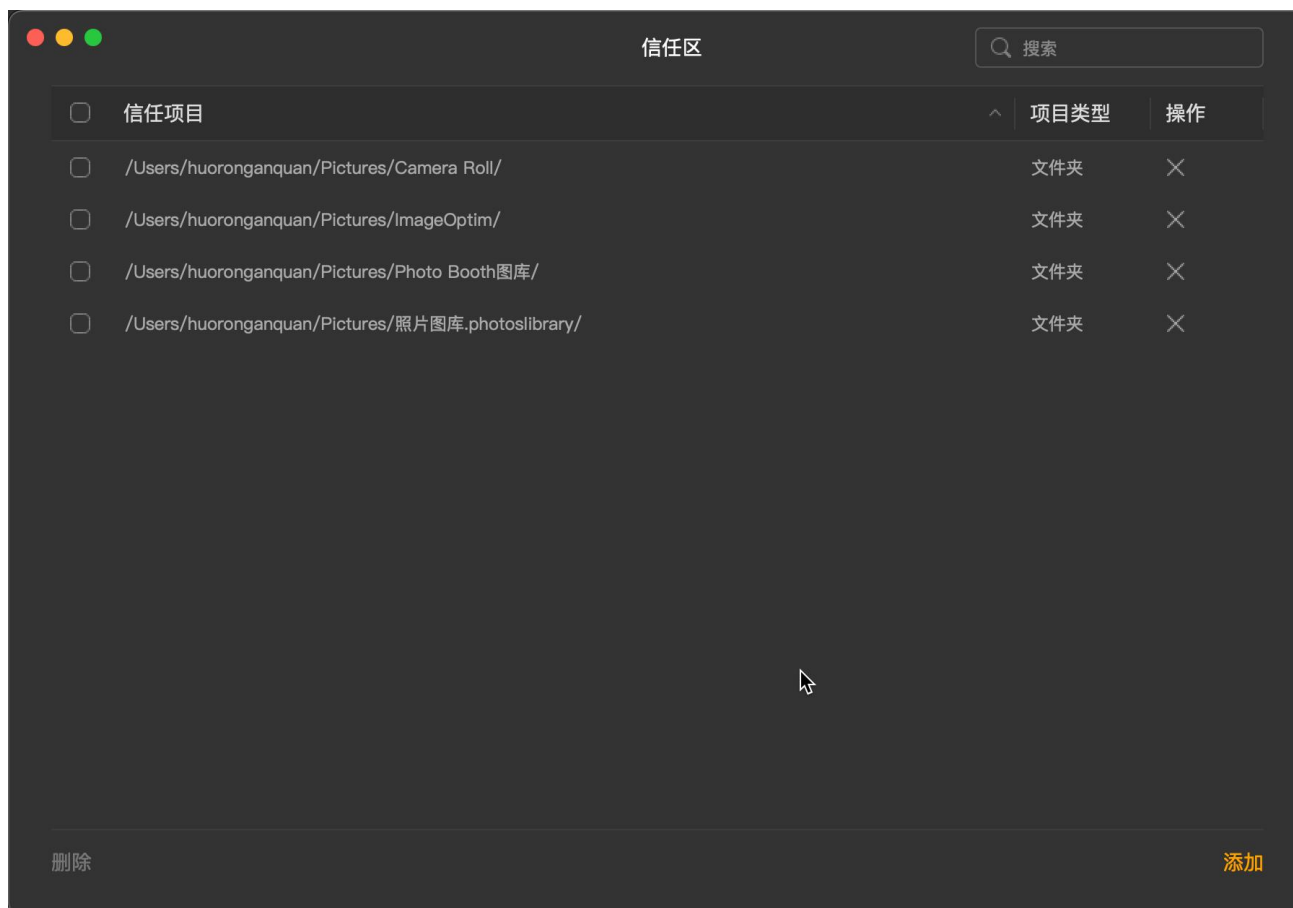 信任区
搜索
信任项目 项目类型 操作
/Users/huoronganquan/Pictures/Camera Roll/ 文件夹
/Users/huoronganquan/Pictures/ImageOptim/ 文件夹
/Users/huoronganquan/Pictures/Photo Booth图库/ 文件夹
/Users/huoronganquan/Pictures/照片图库.photoslibrary/ 文件夹
删除 添加